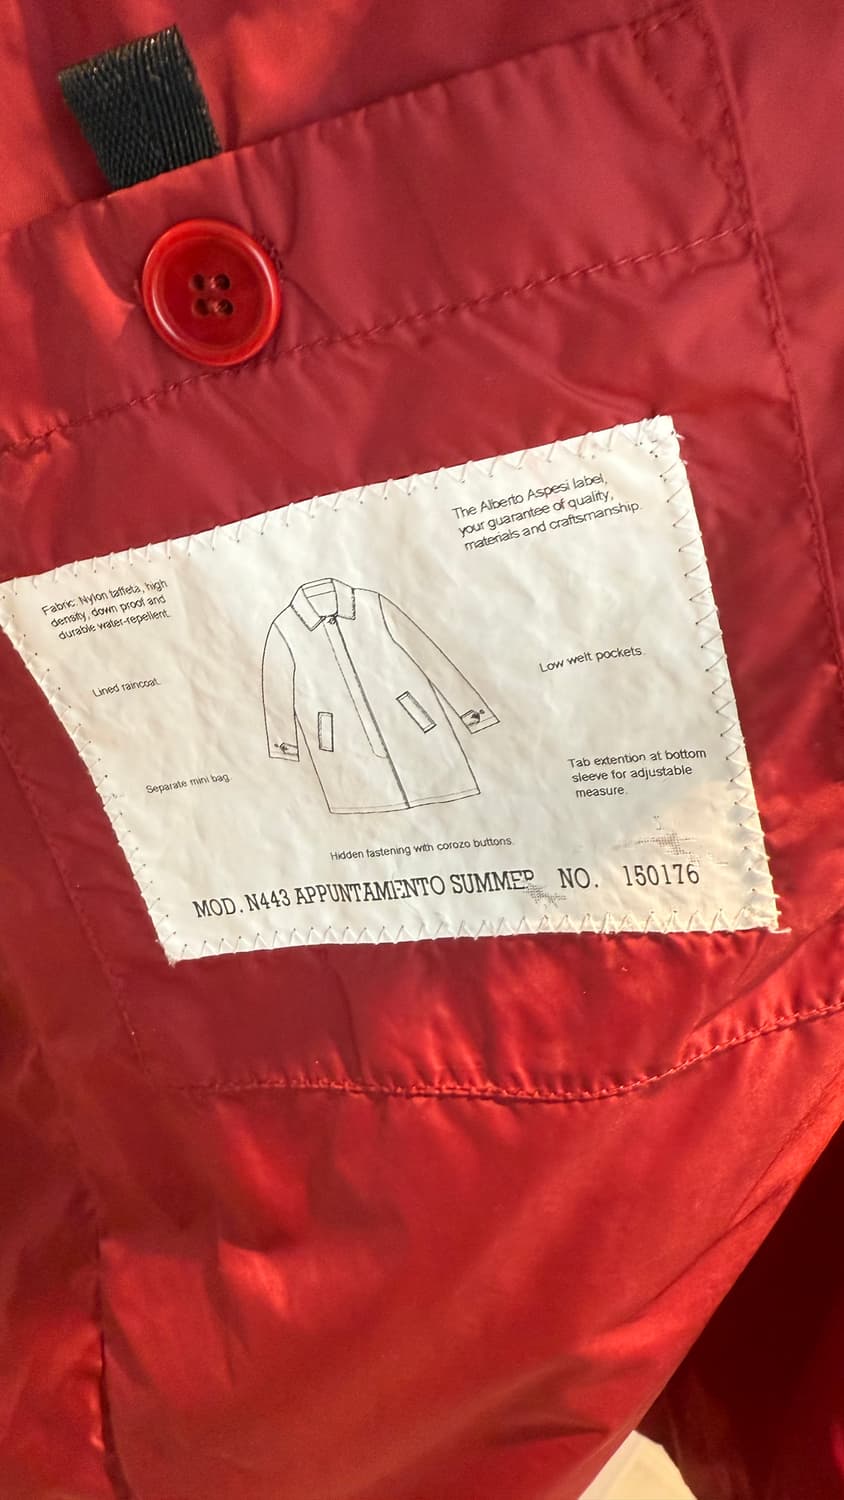 The Alberto Aspesi label,
your guarantee of quality,
materials and craftsmanship.
Fabric: Nylon taffeta, high
density, down proof and
durable water-repellent.
Low welt pockets.
Lined raincoat.
Tab extention at bottom
sleeve for adjustable
measure.
Separate mini bag.
Hidden fastening with corozo buttons.
MOD. N443 APPUNTAMENTO SUMMER NO. 150176